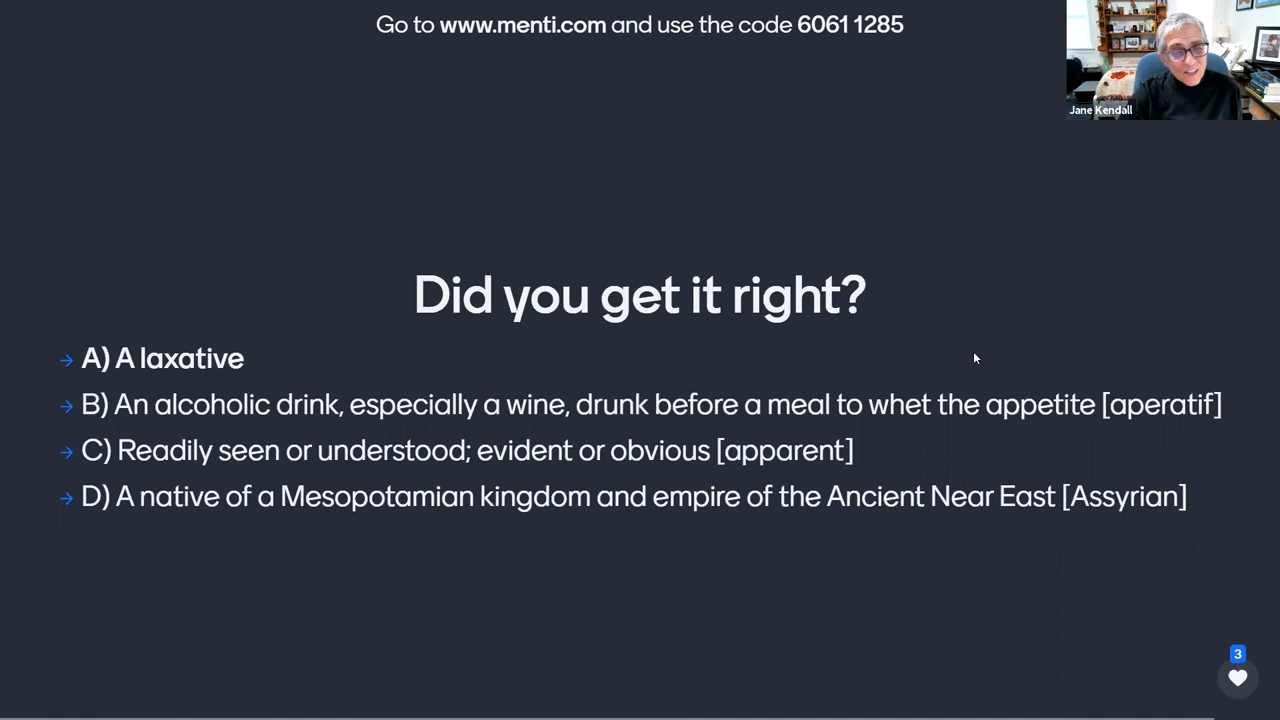 Go to www.menti.com and use the code 6061 1285
Jane Kendall
Did you get it right?
→ A) A laxative
→ B) An alcoholic drink, especially a wine, drunk before a meal to whet the appetite [aperatif]
→ C) Readily seen or understood; evident or obvious [apparent]
→ D) A native of a Mesopotamian kingdom and empire of the Ancient Near East [Assyrian]
3